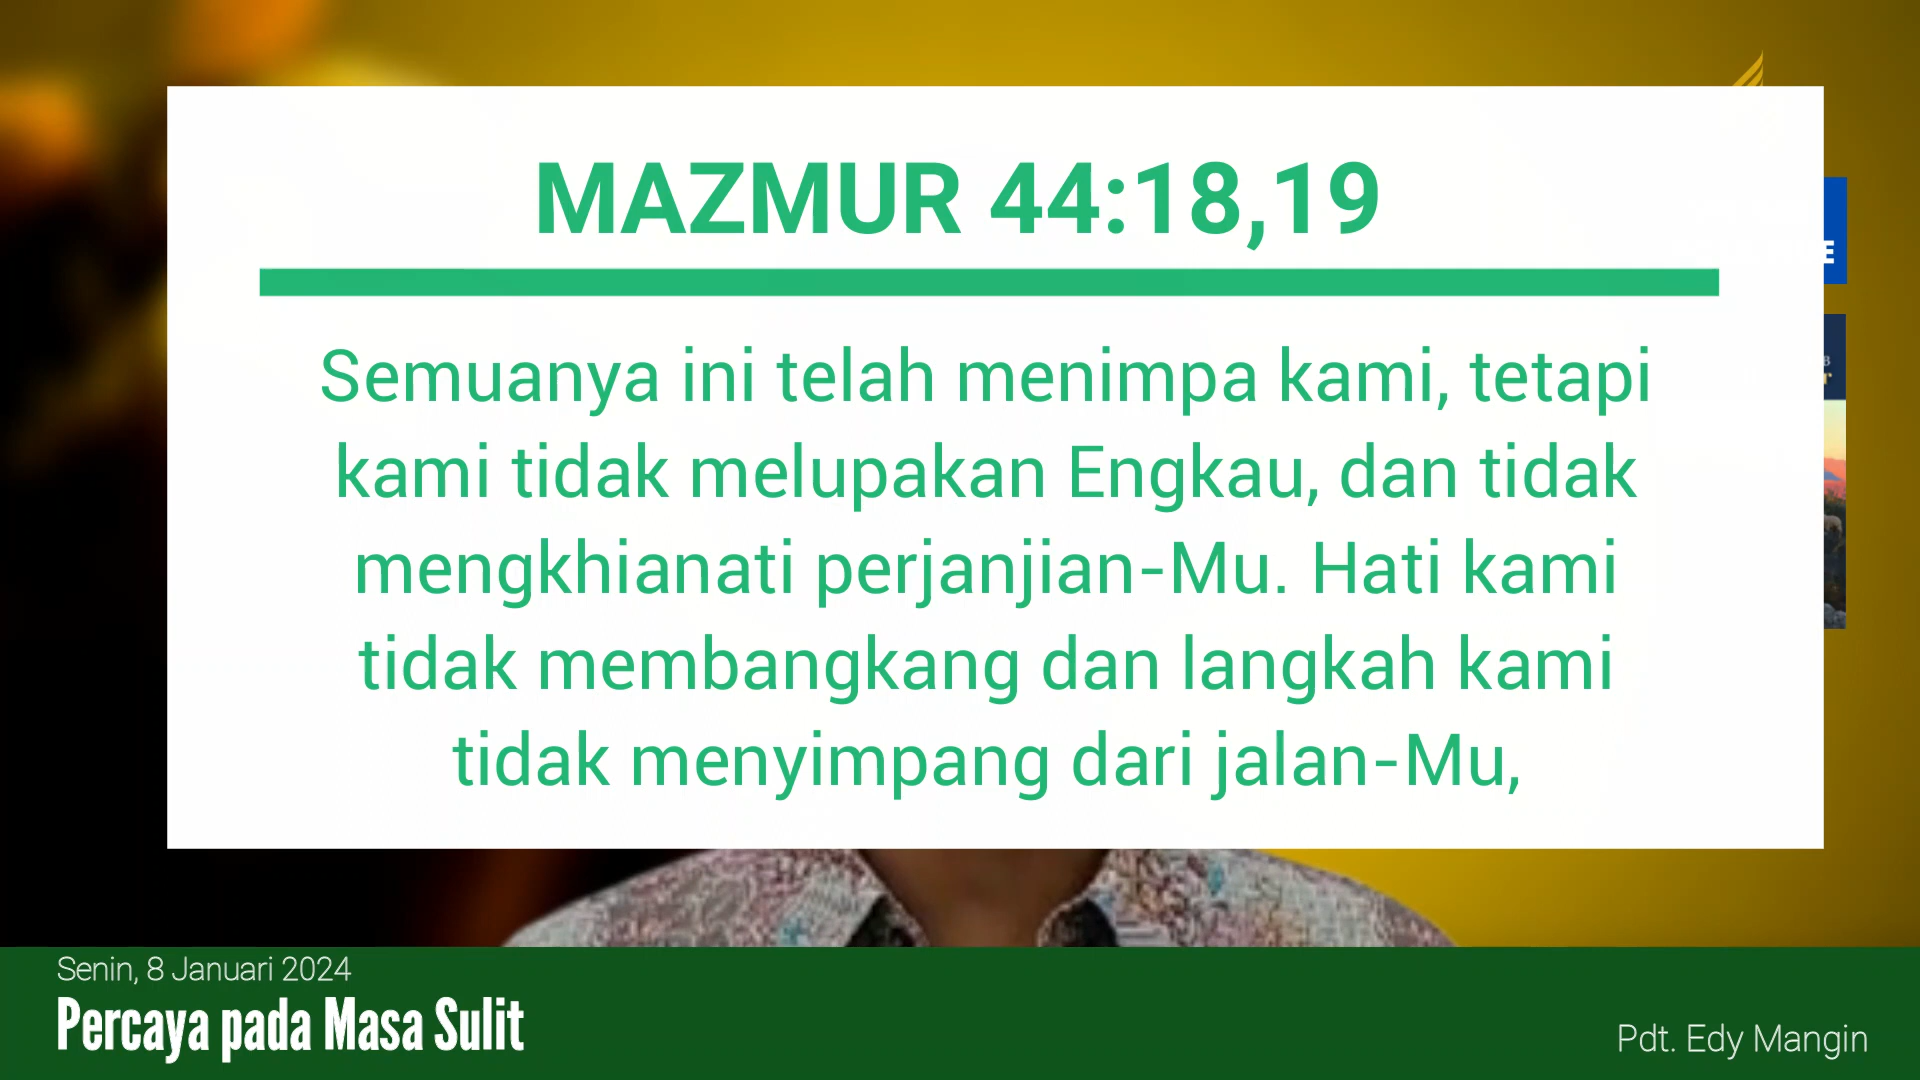 MAZMUR 44:18,19
Semuanya ini telah menimpa kami, tetapi
kami tidak melupakan Engkau, dan tidak
mengkhianati perjanjian-Mu. Hati kami
tidak membangkang dan langkah kami
tidak menyimpang dari jalan-Mu,
Senin, 8 Januari 2024
Percaya pada Masa Sulit
Pdt. Edy Mangin